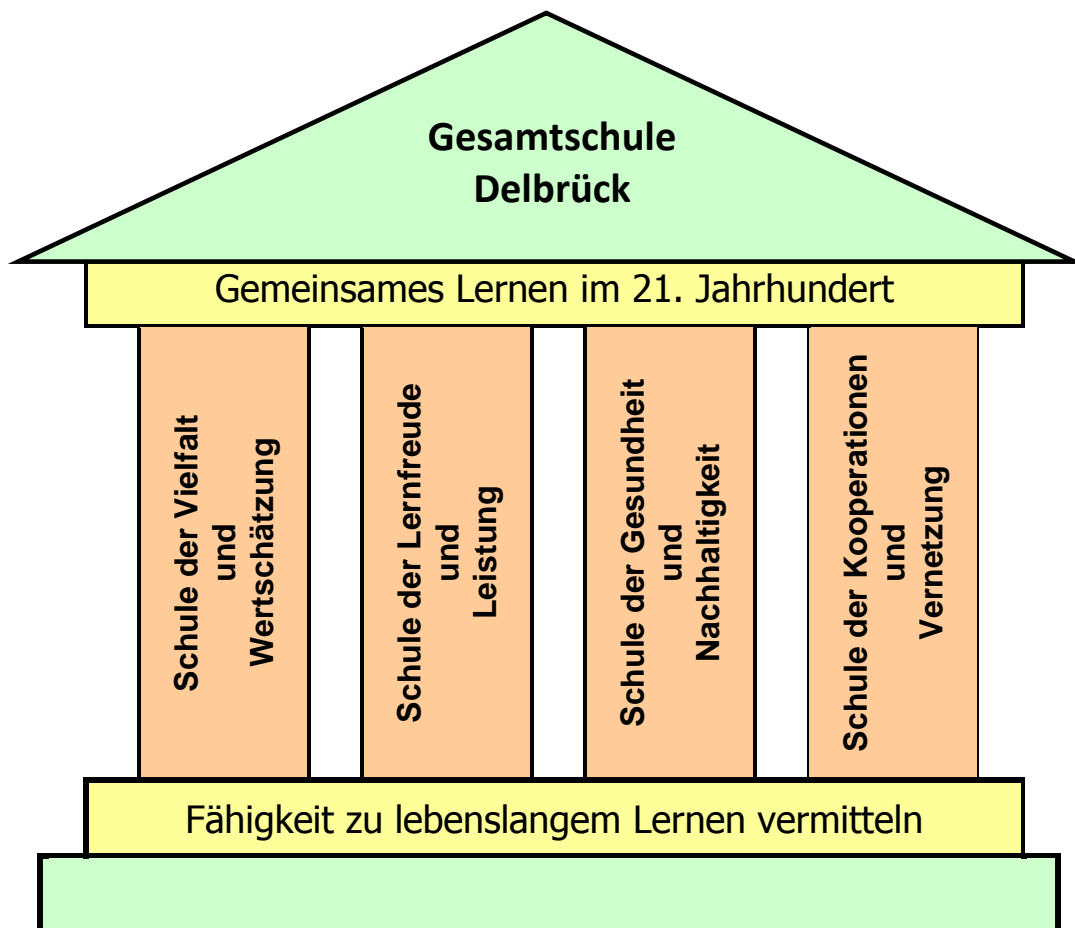 Gesamtschule
Delbrück
Gemeinsames Lernen im 21. Jahrhundert
Schule der Vielfalt
und
Wertschätzung
Schule der Lernfreude
und
Leistung
Schule der Gesundheit
und
Nachhaltigkeit
Schule der Kooperationen
und
Vernetzung
Fähigkeit zu lebenslangem Lernen vermitteln